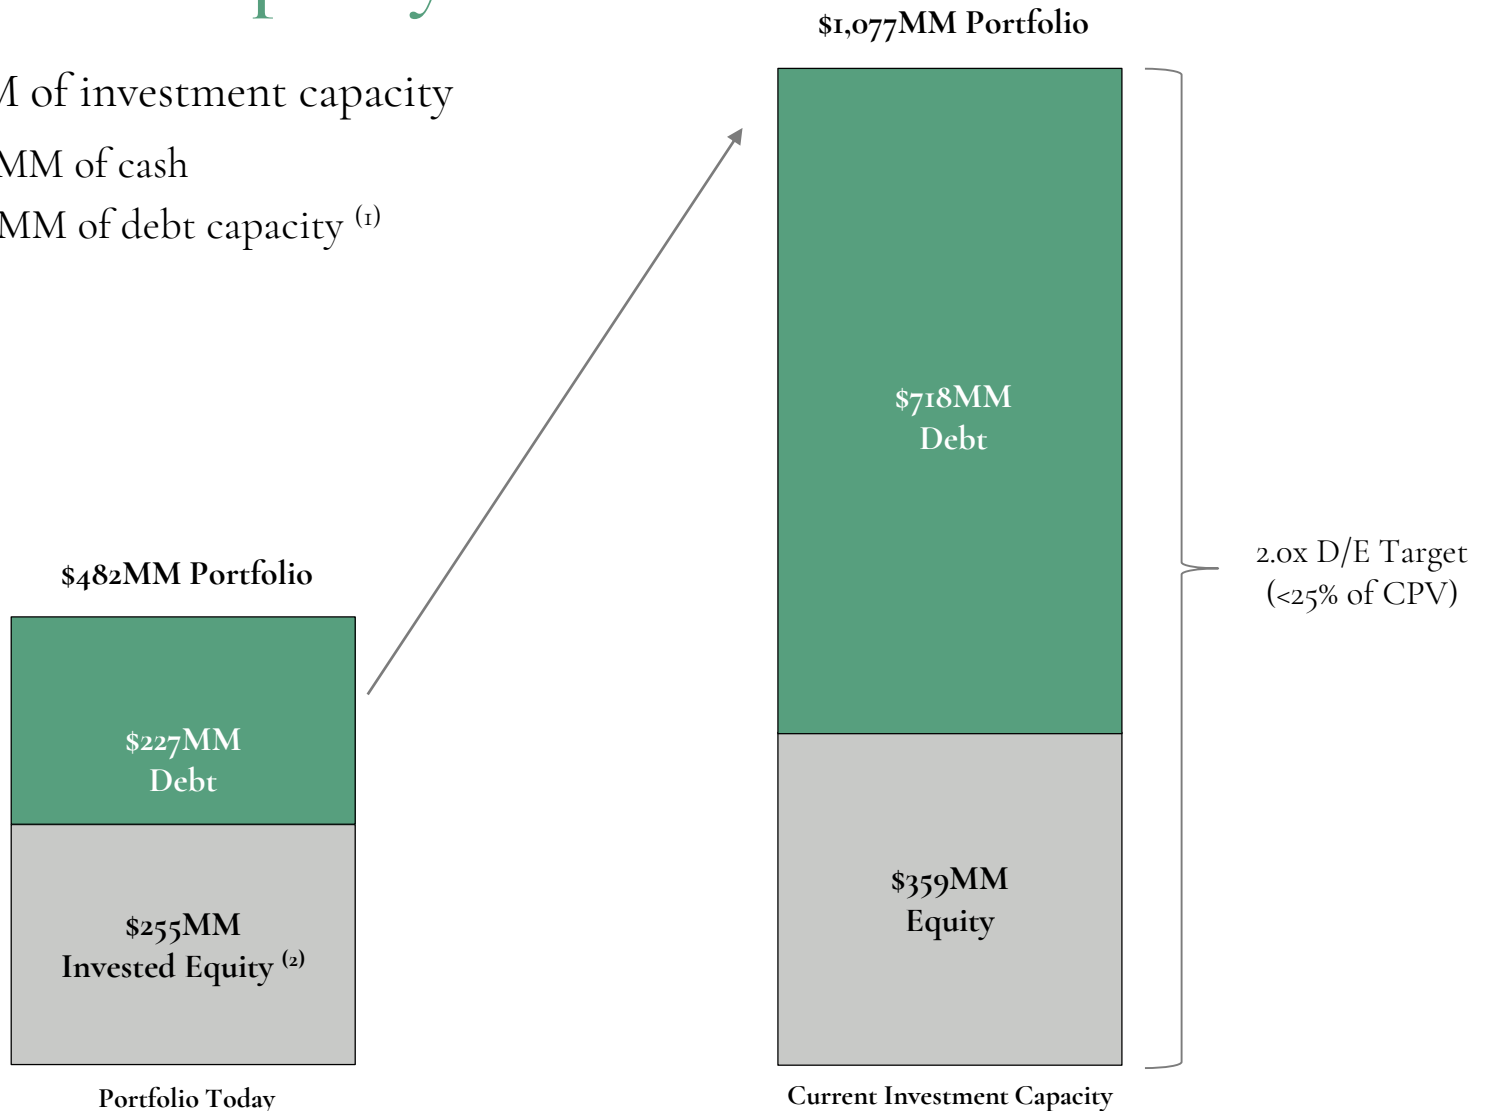 $1,077MM Portfolio
M of investment capacity
MM of cash
MM of debt capacity (1)
$718MM
Debt
$482MM Portfolio
2.0x D/E Target
(<25% of CPV)
$227MM
Debt
$359MM
Equity
$255MM
Invested Equity (2)
Portfolio Today
Current Investment Capacity